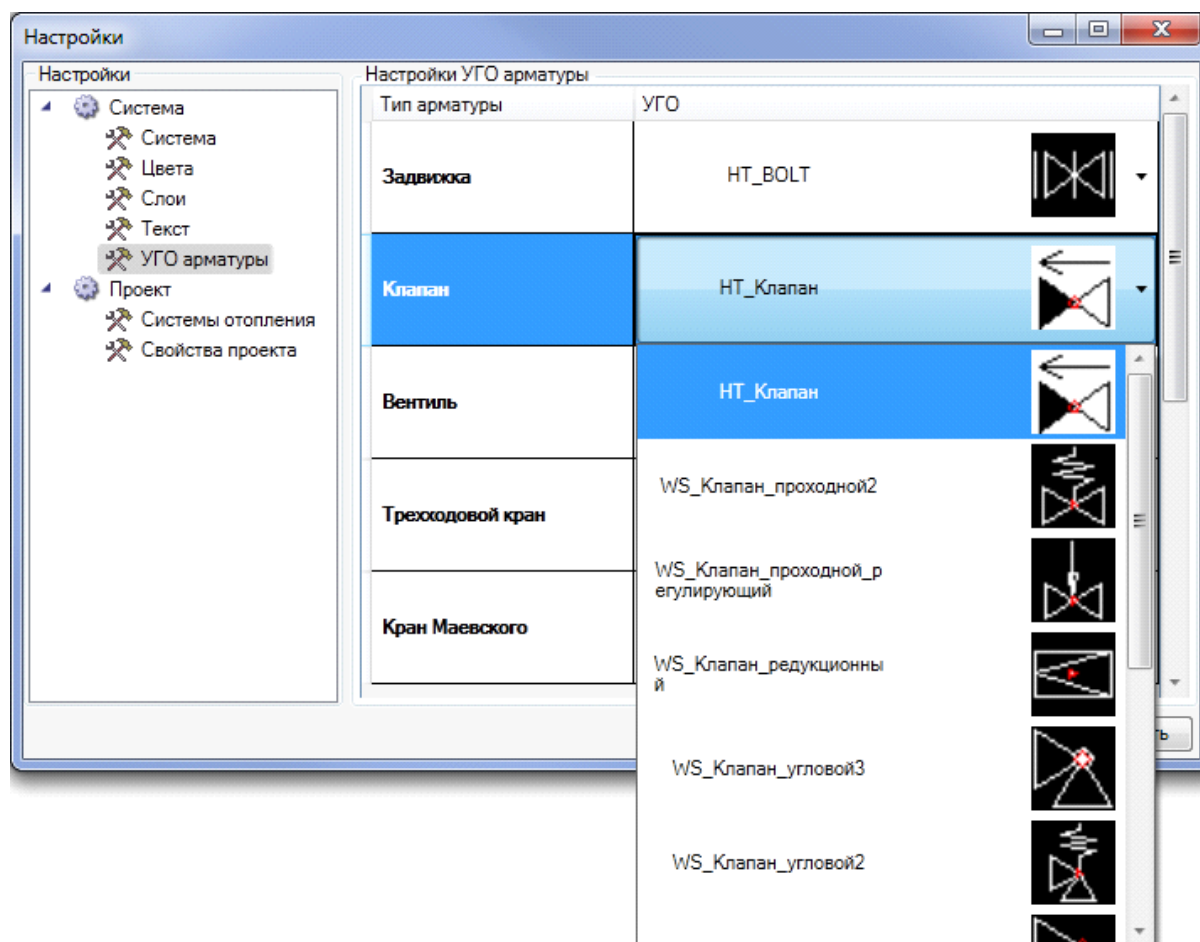 Настройки
Настройки
Система
Система
Цвета
Слои
Текст
УГО арматуры
Проект
Системы отопления
Свойства проекта
Настройки УГО арматуры
Тип арматуры УГО
Задвижка HT_BOLT
Клапан HT_Клапан
Вентиль
Трехходовой кран
Кран Маевского
HT_Клапан
WS_Клапан_проходной2
WS_Клапан_проходной_р
егулирующий
WS_Клапан_редукционны
й
WS_Клапан_угловой3
WS_Клапан_угловой2
ть